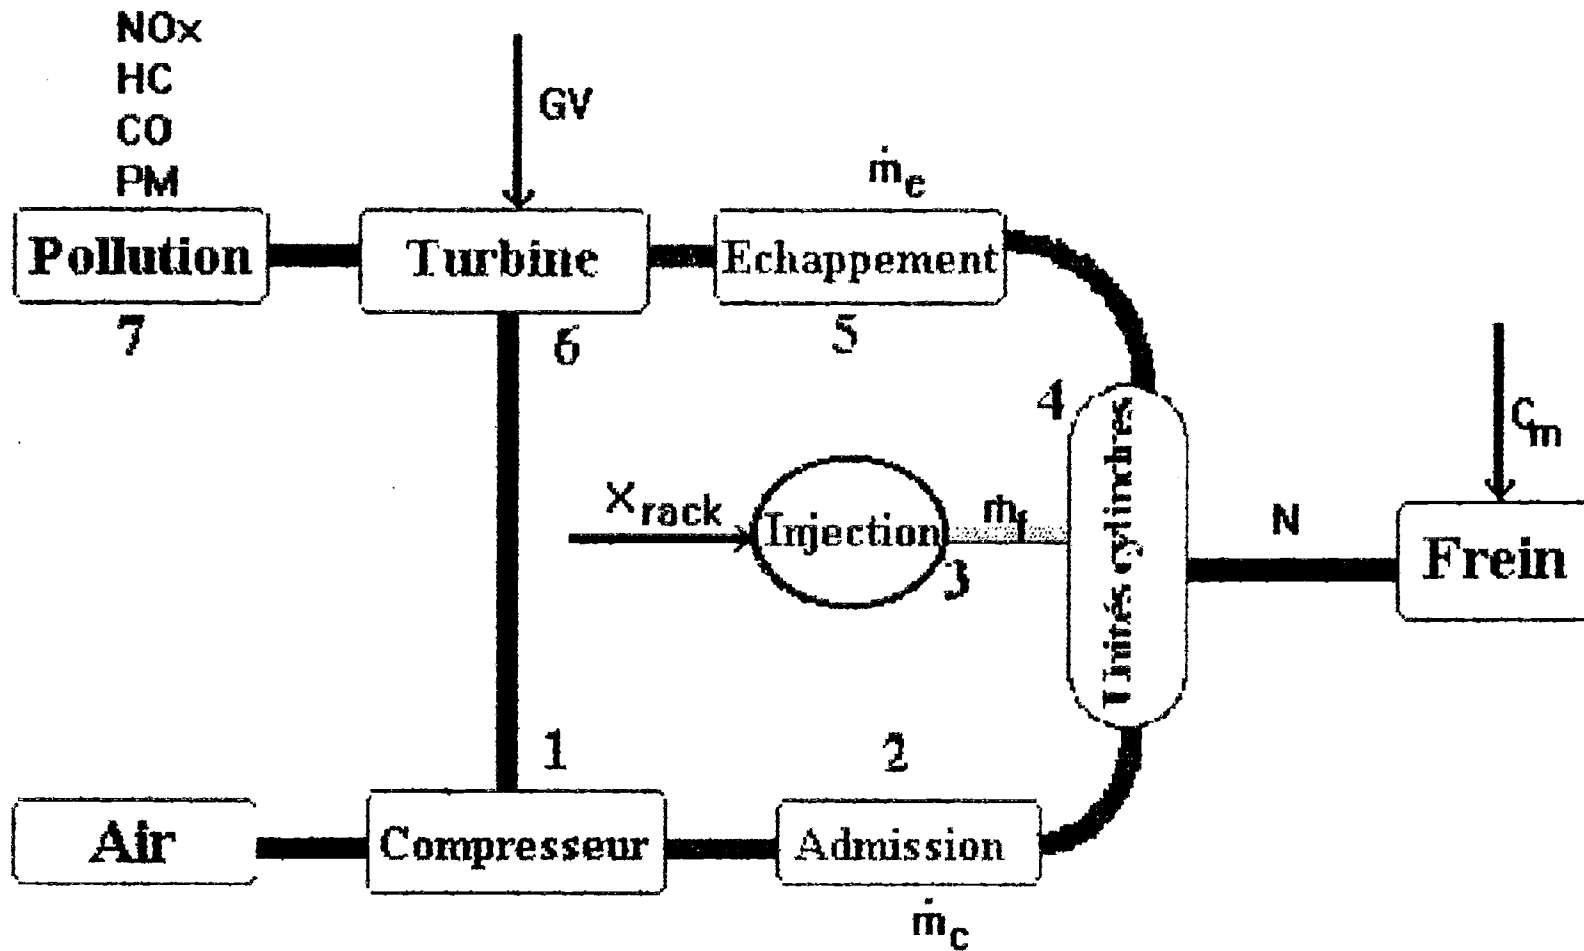 NOx
HC
CO
PM
GV
ṁe
Pollution
Turbine
Echappement
7
6
5
4
Cm
Xrack
Injection
ṁf
3
Unités cylindres
N
Frein
1
2
Air
Compresseur
Admission
ṁc